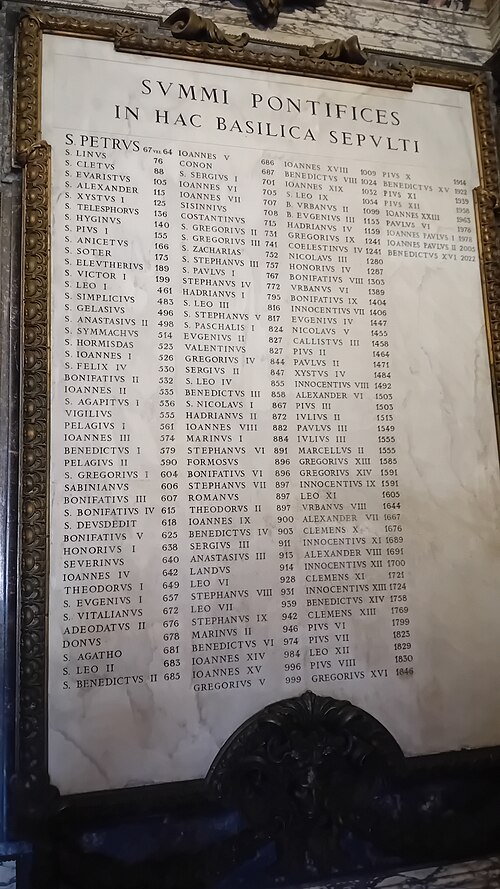 SVMMI PONTIFICES
IN HAC BASILICA SEPVLTI
S. PETRVS 67 VEL 64
S. LINVS 76
S. CLETVS 88
S. EVARISTVS 105
S. ALEXANDER 115
S. XYSTVS I 125
S. TELESPHORVS 136
S. HYGINVS 140
S. PIVS I 155
S. ANICETVS 166
S. SOTER 175
S. ELEVTHERIVS 189
S. VICTOR I 199
S. LEO I 461
S. SIMPLICIVS 483
S. GELASIVS 496
S. ANASTASIVS II 498
S. SYMMACHVS 514
S. HORMISDAS 523
S. IOANNES I 526
S. FELIX IV 530
BONIFATIVS II 532
IOANNES II 535
S. AGAPITVS I 536
VIGILIVS 555
PELAGIVS I 561
IOANNES III 574
BENEDICTVS I 579
PELAGIVS II 590
S. GREGORIVS I 604
SABINIANVS 606
BONIFATIVS III 607
S. BONIFATIVS IV 615
S. DEVSDEDIT 618
BONIFATIVS V 625
HONORIVS I 638
SEVERINVS 640
IOANNES IV 642
THEODORVS I 649
S. EVGENIVS I 657
S. VITALIANVS 672
ADEODATVS II 676
DONVS 678
S. AGATHO 681
S. LEO II 683
S. BENEDICTVS II 685
IOANNES V 686
CONON 687
S. SERGIVS I 701
IOANNES VI 705
IOANNES VII 707
SISINNIVS 708
COSTANTINVS 715
S. GREGORIVS II 731
S. GREGORIVS III 741
S. ZACHARIAS 752
S. STEPHANVS III 757
S. PAVLVS I 767
STEPHANVS IV 772
HADRIANVS I 795
S. LEO III 816
S. STEPHANVS V 817
S. PASCHALIS I 824
EVGENIVS II 827
VALENTINVS 827
GREGORIVS IV 844
SERGIVS II 847
S. LEO IV 855
BENEDICTVS III 858
S. NICOLAVS I 867
HADRIANVS II 872
IOANNES VIII 882
MARINVS I 884
STEPHANVS VI 891
FORMOSVS 896
BONIFATIVS VI 896
STEPHANVS VII 897
ROMANVS 897
THEODORVS II 897
IOANNES IX 900
BENEDICTVS IV 903
SERGIVS III 911
ANASTASIVS III 913
LANDVS 914
LEO VI 928
STEPHANVS VIII 931
LEO VII 939
STEPHANVS IX 942
MARINVS II 946
BENEDICTVS VI 974
IOANNES XIV 984
IOANNES XV 996
GREGORIVS V 999
IOANNES XVIII 1009
BENEDICTVS VIII 1024
IOANNES XIX 1032
S. LEO IX 1054
B. VRBANVS II 1099
B. EVGENIVS III 1153
HADRIANVS IV 1159
GREGORIVS IX 1241
COELESTINVS IV 1241
NICOLAVS III 1280
HONORIVS IV 1287
BONIFATIVS VIII 1303
VRBANVS VI 1389
BONIFATIVS IX 1404
INNOCENTIVS VII 1406
EVGENIVS IV 1447
NICOLAVS V 1455
CALLISTVS III 1458
PIVS II 1464
PAVLVS II 1471
XYSTVS IV 1484
INNOCENTIVS VIII 1492
ALEXANDER VI 1503
PIVS III 1503
IVLIVS II 1513
PAVLVS III 1549
IVLIVS III 1555
MARCELLVS II 1555
GREGORIVS XIII 1585
GREGORIVS XIV 1591
INNOCENTIVS IX 1591
LEO XI 1605
VRBANVS VIII 1644
ALEXANDER VII 1667
CLEMENS X 1676
INNOCENTIVS XI 1689
ALEXANDER VIII 1691
INNOCENTIVS XII 1700
CLEMENS XI 1721
INNOCENTIVS XIII 1724
BENEDICTVS XIV 1758
CLEMENS XIII 1769
PIVS VI 1799
PIVS VII 1823
LEO XII 1829
PIVS VIII 1830
GREGORIVS XVI 1846
PIVS X 1914
BENEDICTVS XV 1922
PIVS XI 1939
PIVS XII 1958
IOANNES XXIII 1963
PAVLVS VI 1978
IOANNES PAVLVS I 1978
IOANNES PAVLVS II 2005
BENEDICTVS XVI 2022